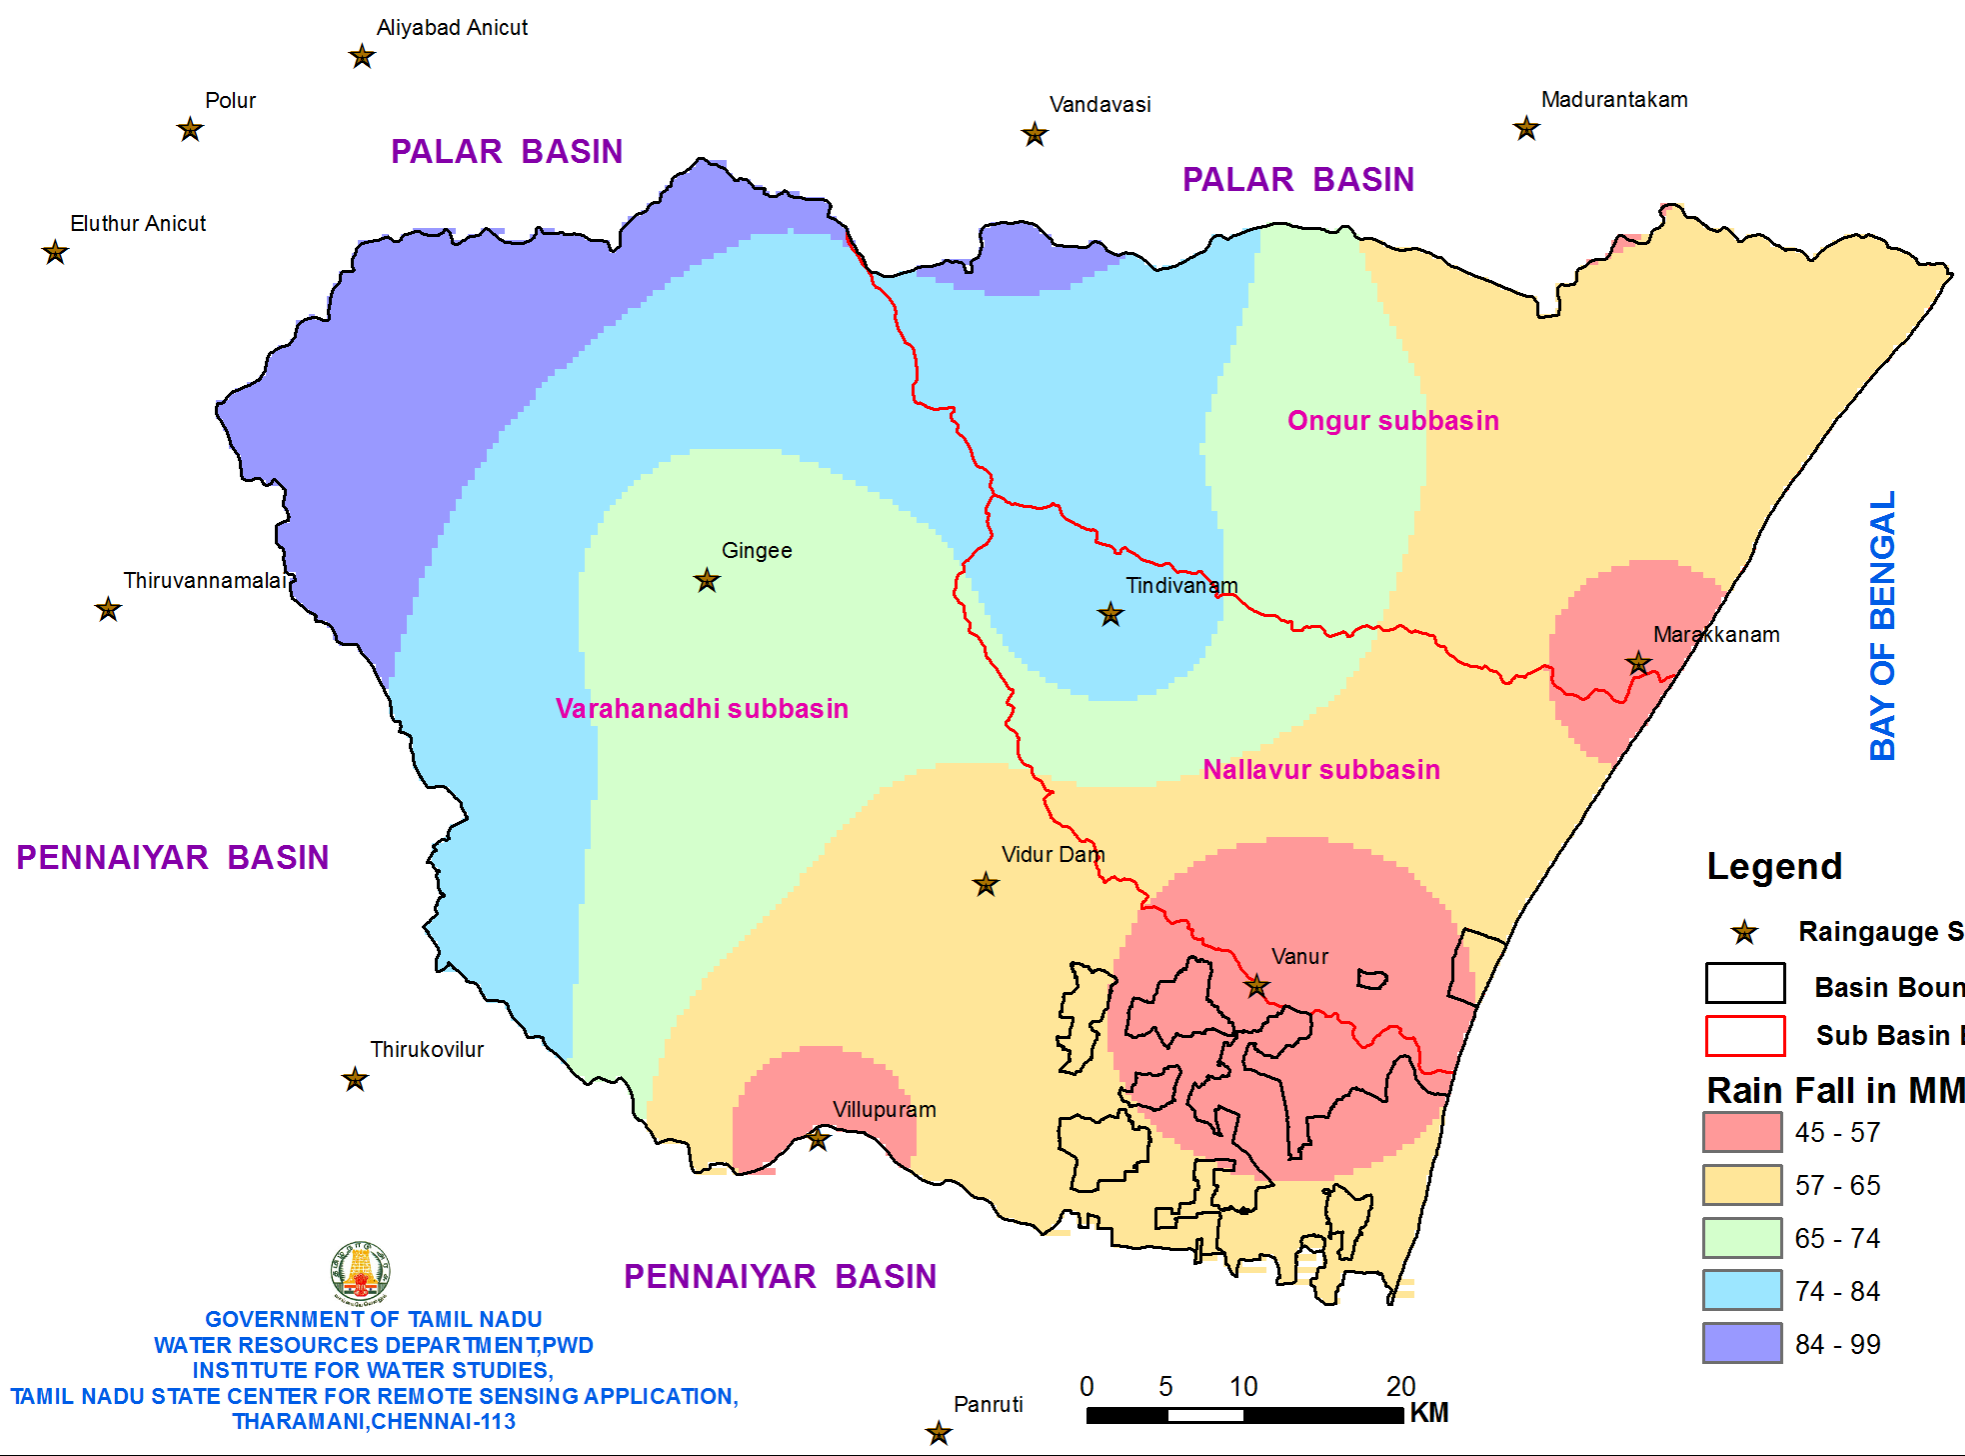 Aliyabad Anicut
Polur
Vandavasi
Madurantakam
PALAR BASIN
PALAR BASIN
Eluthur Anicut
Ongur subbasin
BAY OF BENGAL
Gingee
Thiruvannamalai
Tindivanam
Marakkanam
Varahanadhi subbasin
Nallavur subbasin
PENNAIYAR BASIN
Vidur Dam
Vanur
Thirukovilur
Villupuram
PENNAIYAR BASIN
Legend
Raingauge S
Basin Boun
Sub Basin
Rain Fall in MM
45 - 57
57 - 65
65 - 74
74 - 84
84 - 99
GOVERNMENT OF TAMIL NADU
WATER RESOURCES DEPARTMENT,PWD
INSTITUTE FOR WATER STUDIES,
TAMIL NADU STATE CENTER FOR REMOTE SENSING APPLICATION,
THARAMANI,CHENNAI-113
0 5 10 20
KM
Panruti